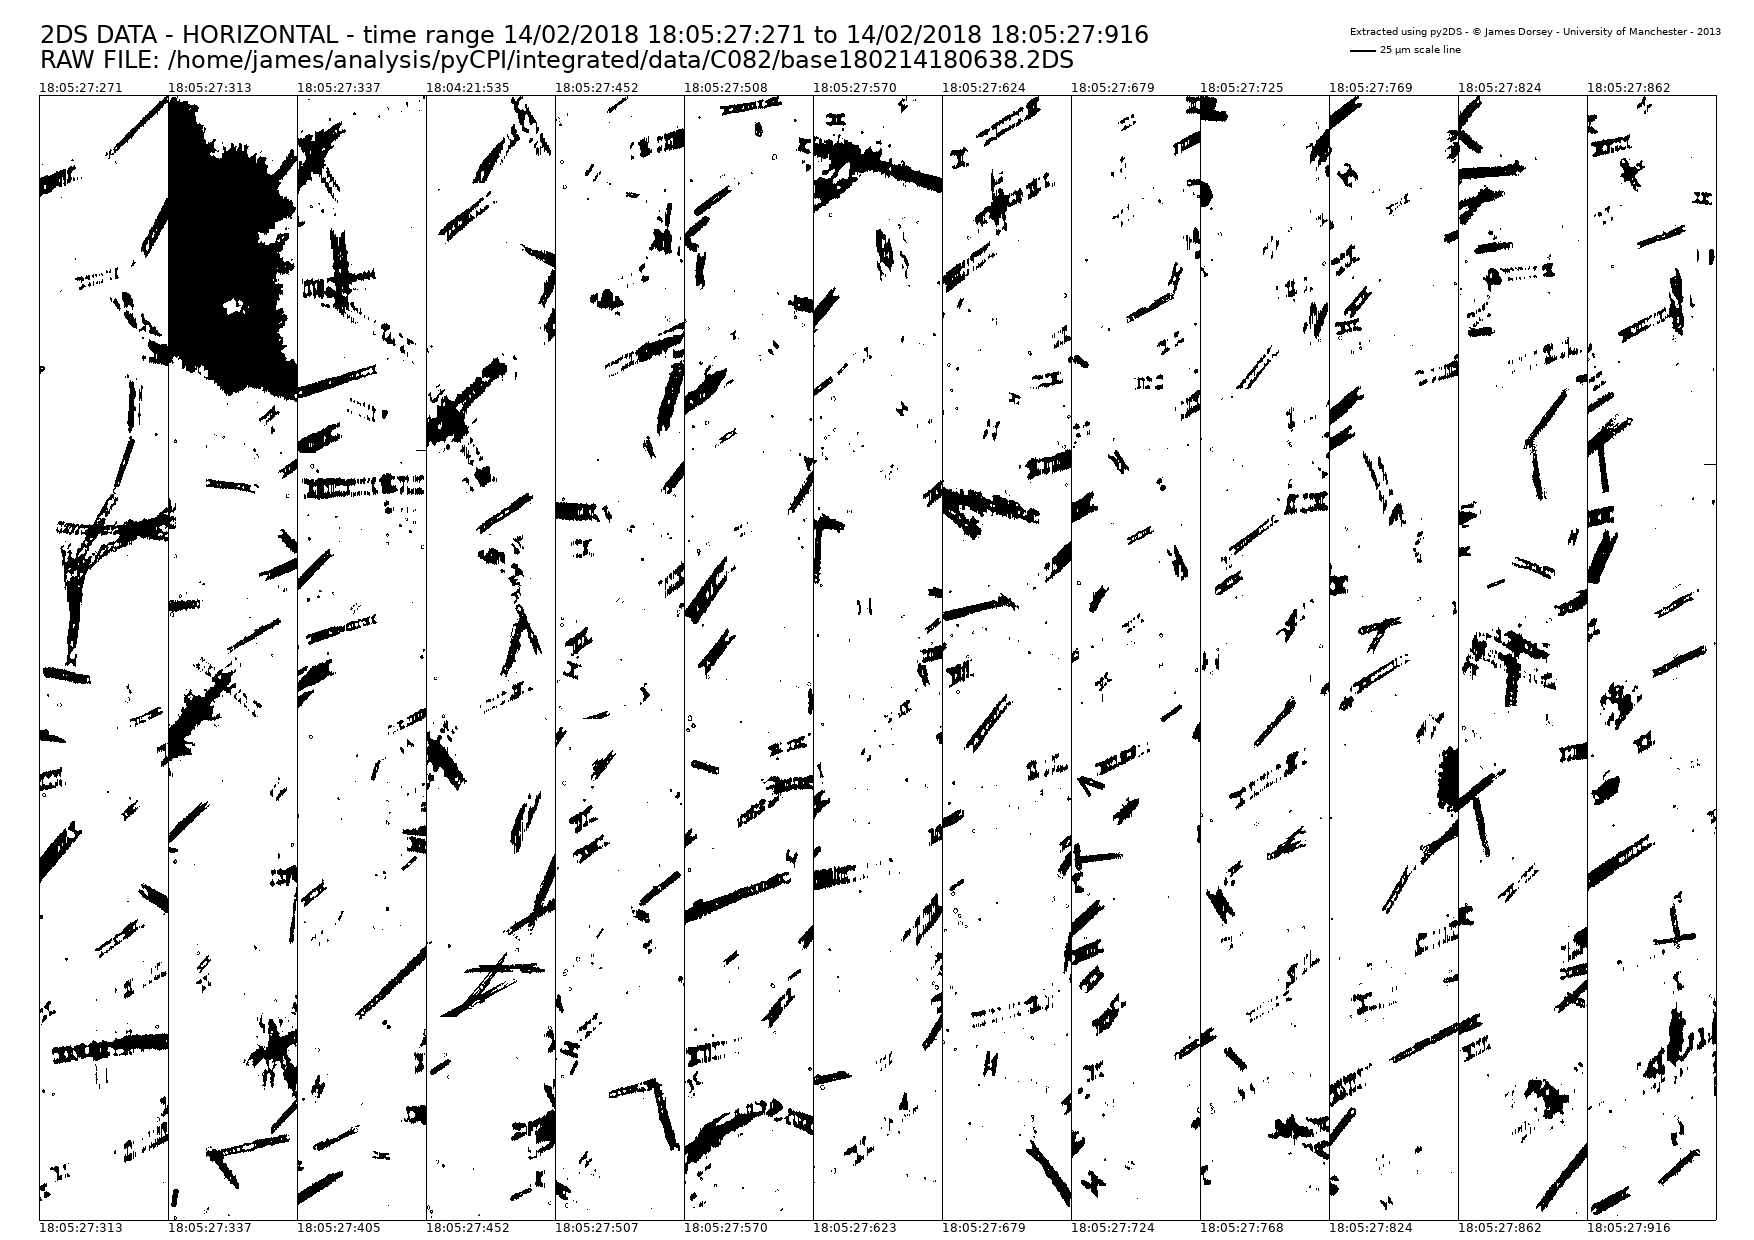 2DS DATA - HORIZONTAL - time range 14/02/2018 18:05:27:271 to 14/02/2018 18:05:27:916
RAW FILE: /home/james/analysis/pyCPI/integrated/data/C082/base180214180638.2DS
Extracted using py2DS - © James Dorsey - University of Manchester - 2013
25 µm scale line
18:05:27:271 18:05:27:313 18:05:27:337 18:04:21:535 18:05:27:452 18:05:27:508 18:05:27:570 18:05:27:624 18:05:27:679 18:05:27:725 18:05:27:769 18:05:27:824 18:05:27:862
18:05:27:313 18:05:27:337 18:05:27:405 18:05:27:452 18:05:27:507 18:05:27:570 18:05:27:623 18:05:27:679 18:05:27:724 18:05:27:768 18:05:27:824 18:05:27:862 18:05:27:916